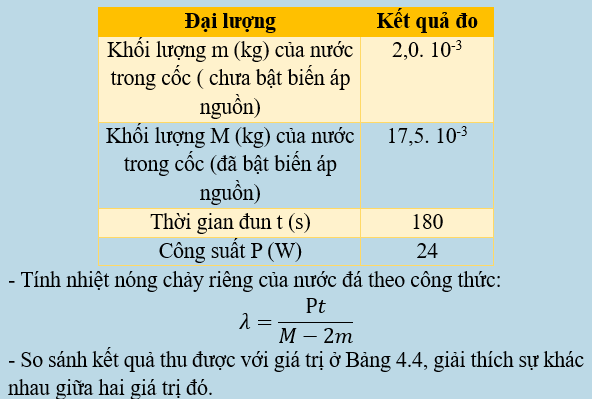 Đại lượng Kết quả đo
Khối lượng m (kg) của nước 2,0. 10⁻³
trong cốc ( chưa bật biến áp
nguồn)
Khối lượng M (kg) của nước 17,5. 10⁻³
trong cốc (đã bật biến áp
nguồn)
Thời gian đun t (s) 180
Công suất P (W) 24
- Tính nhiệt nóng chảy riêng của nước đá theo công thức:
λ = Pt / (M − 2m)
- So sánh kết quả thu được với giá trị ở Bảng 4.4, giải thích sự khác
nhau giữa hai giá trị đó.